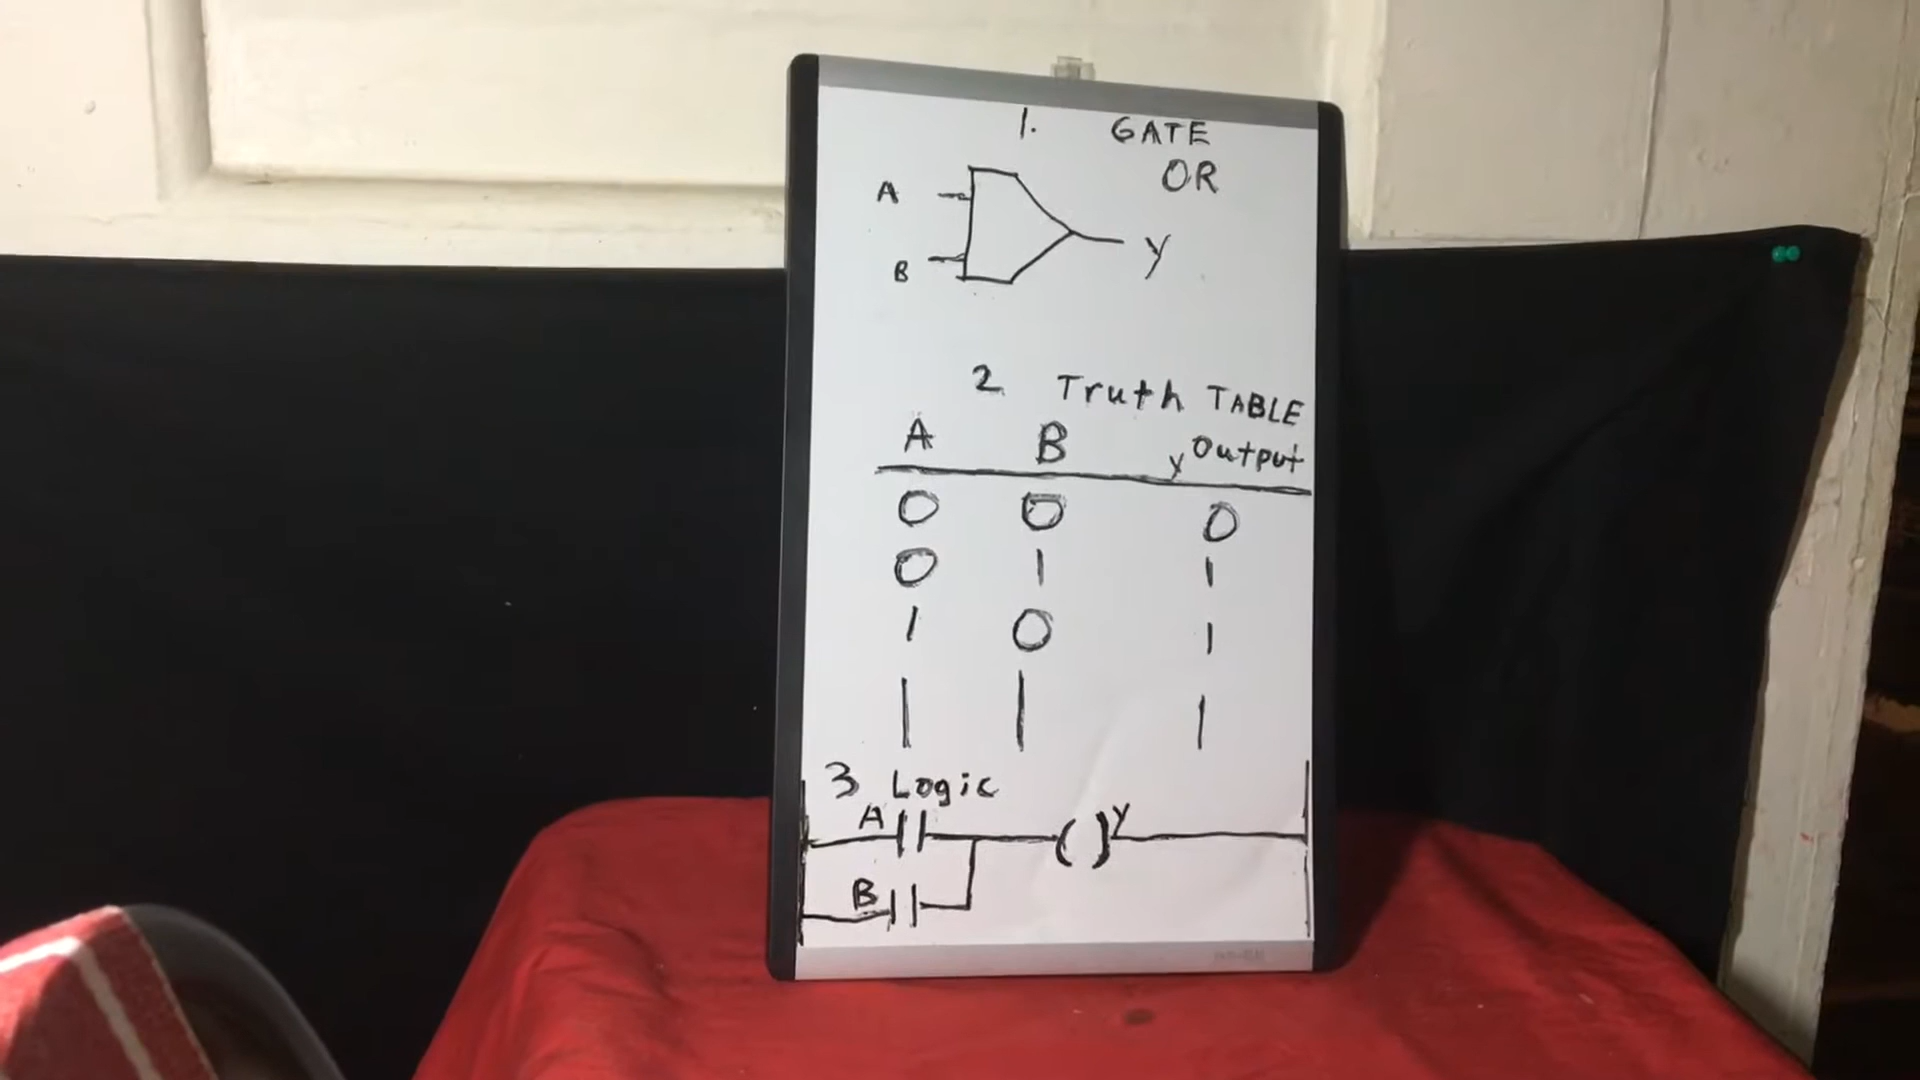 1. GATE
OR
A
B
y
2 Truth TABLE
A B y Output
0 0 0
0 1 1
1 0 1
1 1 1
3 Logic
A ( ) y
B